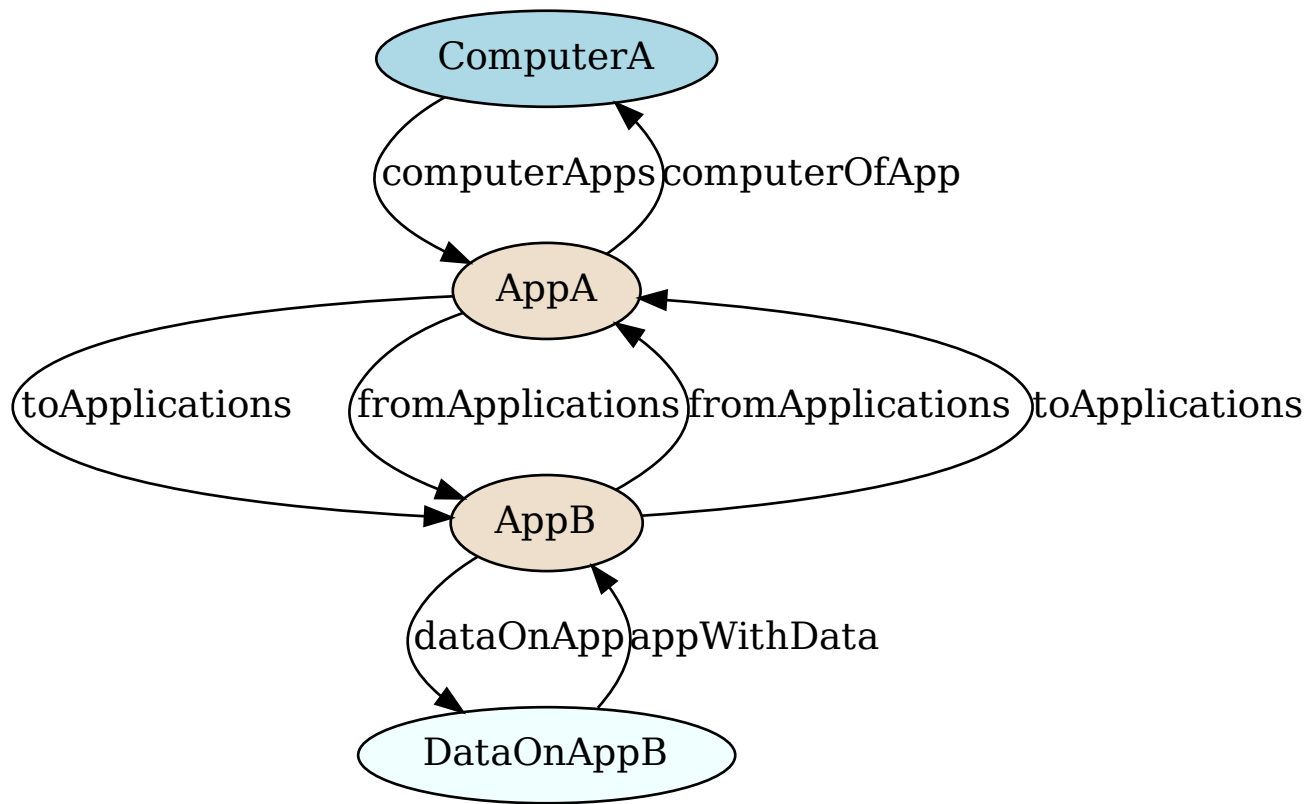 ComputerA
computerApps computerOfApp
AppA
toApplications fromApplications fromApplications toApplications
AppB
dataOnApp appWithData
DataOnAppB